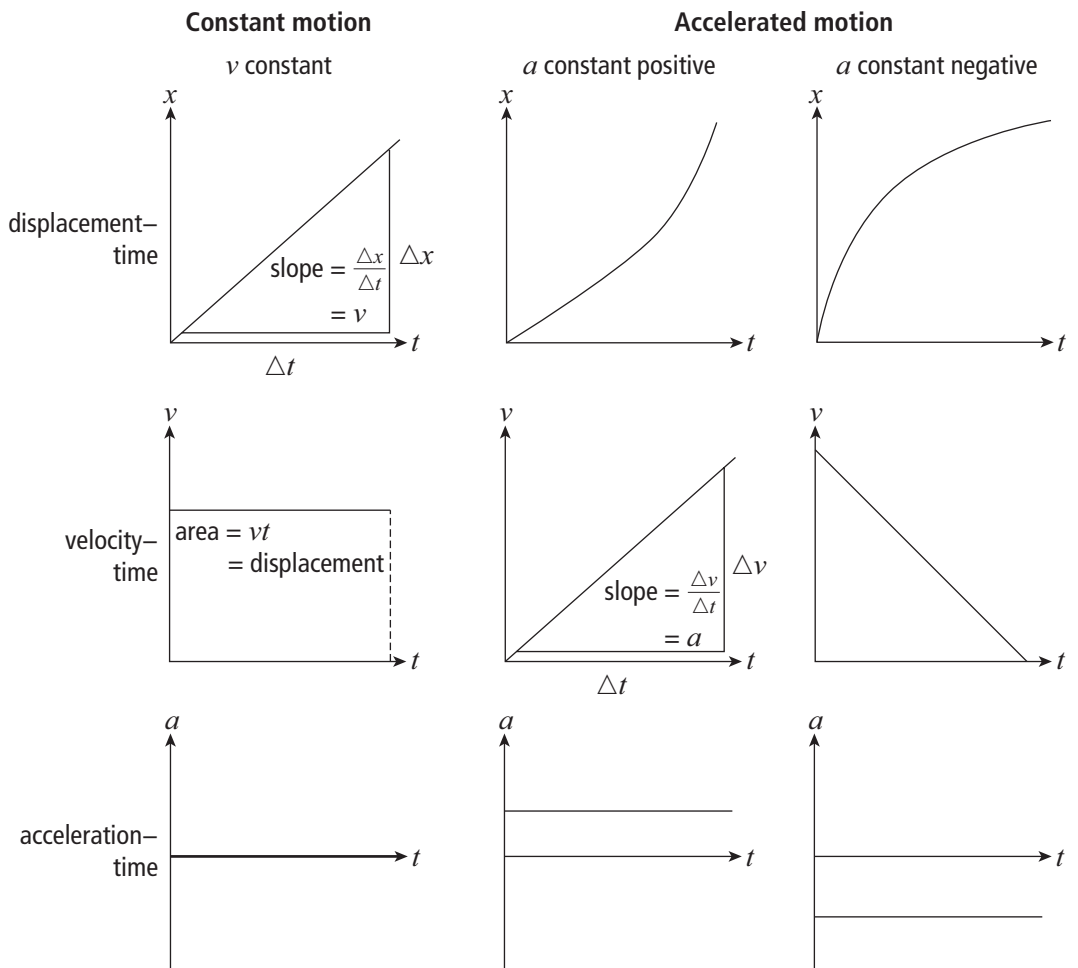 Constant motion
Accelerated motion
v constant
a constant positive
a constant negative
displacement–
time
x
slope = △x/△t
= v
△x
△t
t
x
t
x
t
velocity–
time
v
area = vt
= displacement
t
v
slope = △v/△t
= a
△v
△t
t
v
t
acceleration–
time
a
t
a
t
a
t